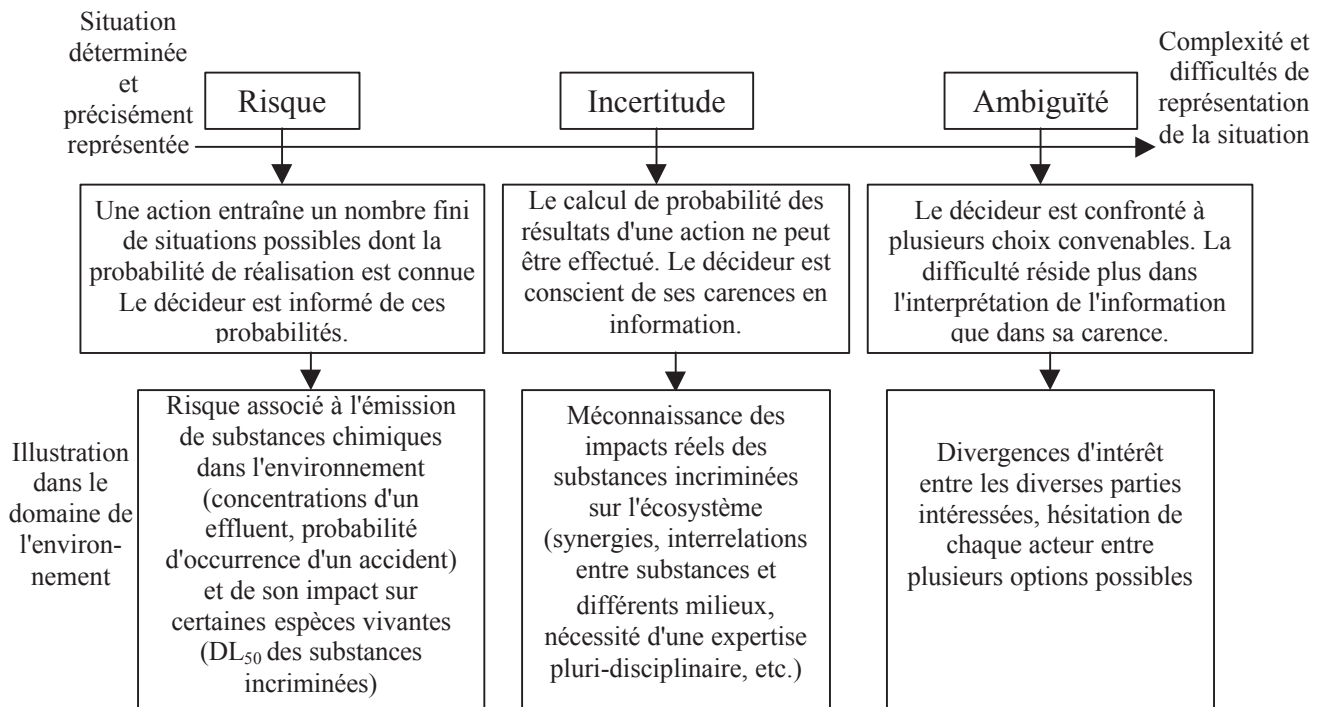 Situation
déterminée
et
précisément
représentée
Risque
Incertitude
Ambiguïté
Complexité et
difficultés de
représentation
de la situation
Une action entraîne un nombre fini
de situations possibles dont la
probabilité de réalisation est connue
Le décideur est informé de ces
probabilités.
Le calcul de probabilité des
résultats d'une action ne peut
être effectué. Le décideur est
conscient de ses carences en
information.
Le décideur est confronté à
plusieurs choix convenables. La
difficulté réside plus dans
l'interprétation de l'information
que dans sa carence.
Illustration
dans le
domaine de
l'environ-
nement
Risque associé à l'émission
de substances chimiques
dans l'environnement
(concentrations d'un
effluent, probabilité
d'occurrence d'un accident)
et de son impact sur
certaines espèces vivantes
(DL50 des substances
incriminées)
Méconnaissance des
impacts réels des
substances incriminées
sur l'écosystème
(synergies, interrelations
entre substances et
différents milieux,
nécessité d'une expertise
pluri-disciplinaire, etc.)
Divergences d'intérêt
entre les diverses parties
intéressées, hésitation de
chaque acteur entre
plusieurs options possibles